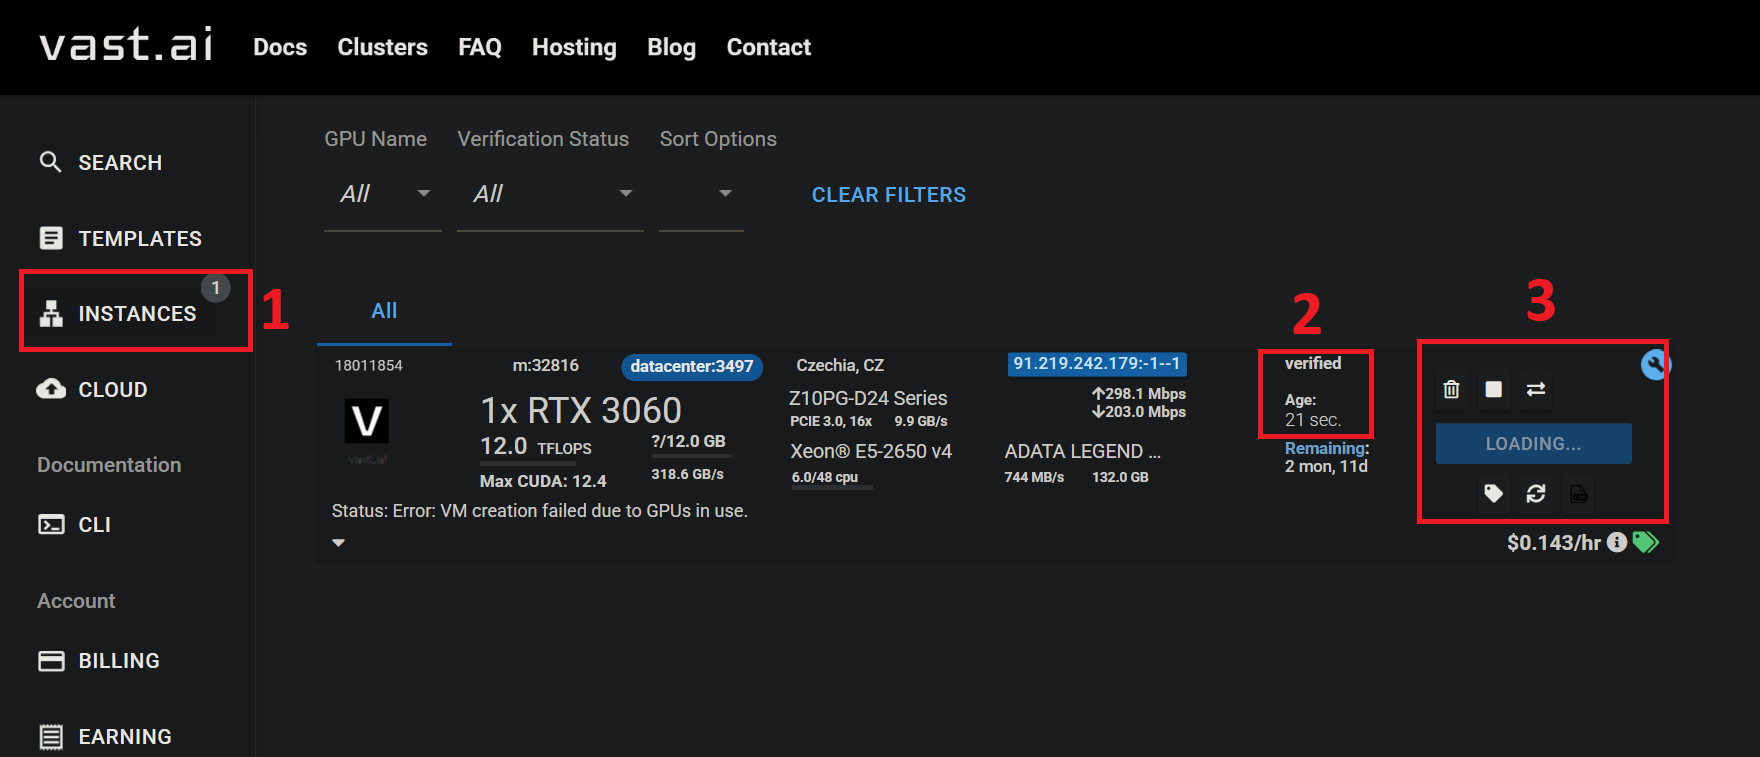 vast.ai Docs Clusters FAQ Hosting Blog Contact
SEARCH
TEMPLATES
1
INSTANCES
1
CLOUD
Documentation
CLI
Account
BILLING
EARNING
GPU Name Verification Status Sort Options
All All CLEAR FILTERS
All
2
3
18011854
V
vast.ai
m:32816 datacenter:3497
1x RTX 3060
12.0 TFLOPS ?/12.0 GB
318.6 GB/s
Max CUDA: 12.4
Czechia, CZ
Z10PG-D24 Series
PCIE 3.0, 16x 9.9 GB/s
Xeon® E5-2650 v4
6.0/48 cpu
91.219.242.179:-1--1
↑298.1 Mbps
↓203.0 Mbps
ADATA LEGEND ...
744 MB/s 132.0 GB
verified
Age:
21 sec.
Remaining:
2 mon, 11d
LOADING...
Status: Error: VM creation failed due to GPUs in use.
$0.143/hr